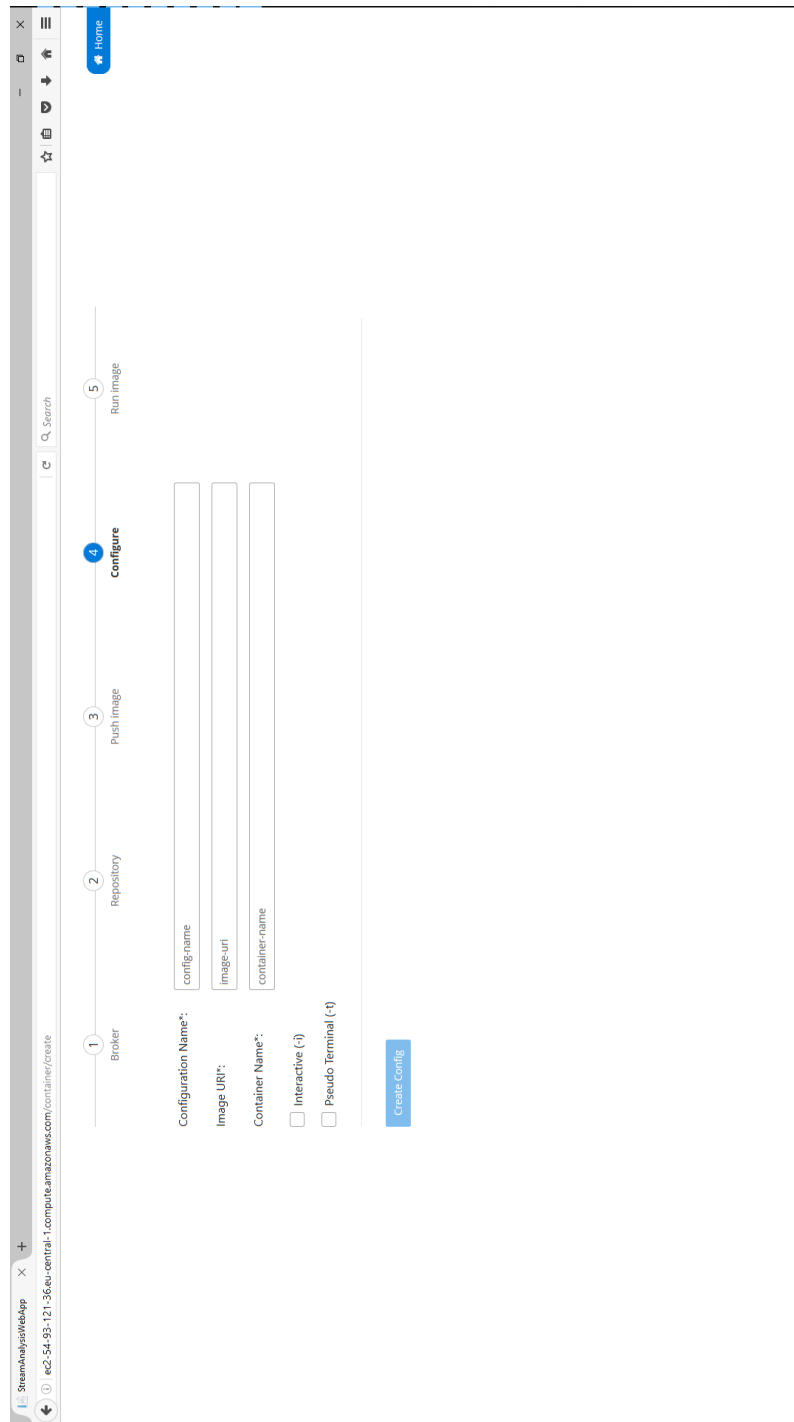 StreamAnalysisWebApp
ec2-54-93-121-36.eu-central-1.compute.amazonaws.com/container/create
Search
Home
1 2 3 4 5
Broker Repository Push image Configure Run image
Configuration Name*: config-name
Image URI*: image-uri
Container Name*: container-name
Interactive (-i)
Pseudo Terminal (-t)
Create Config